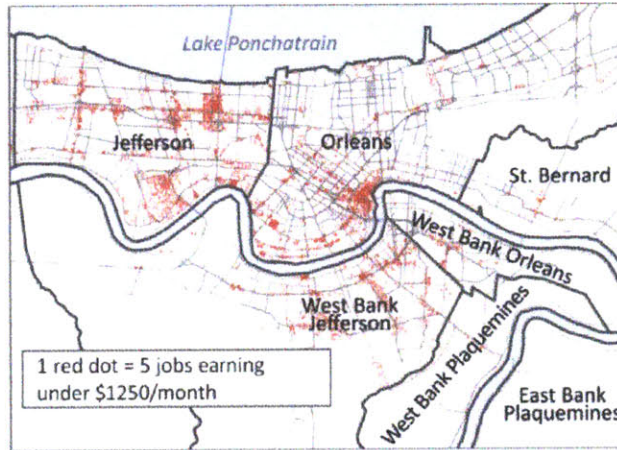 Lake Ponchatrain
Jefferson
Orleans
St. Bernard
West Bank
Orleans
West Bank
Jefferson
West Bank Plaquemines
East Bank
Plaquemines
1 red dot = 5 jobs earning
under $1250/month